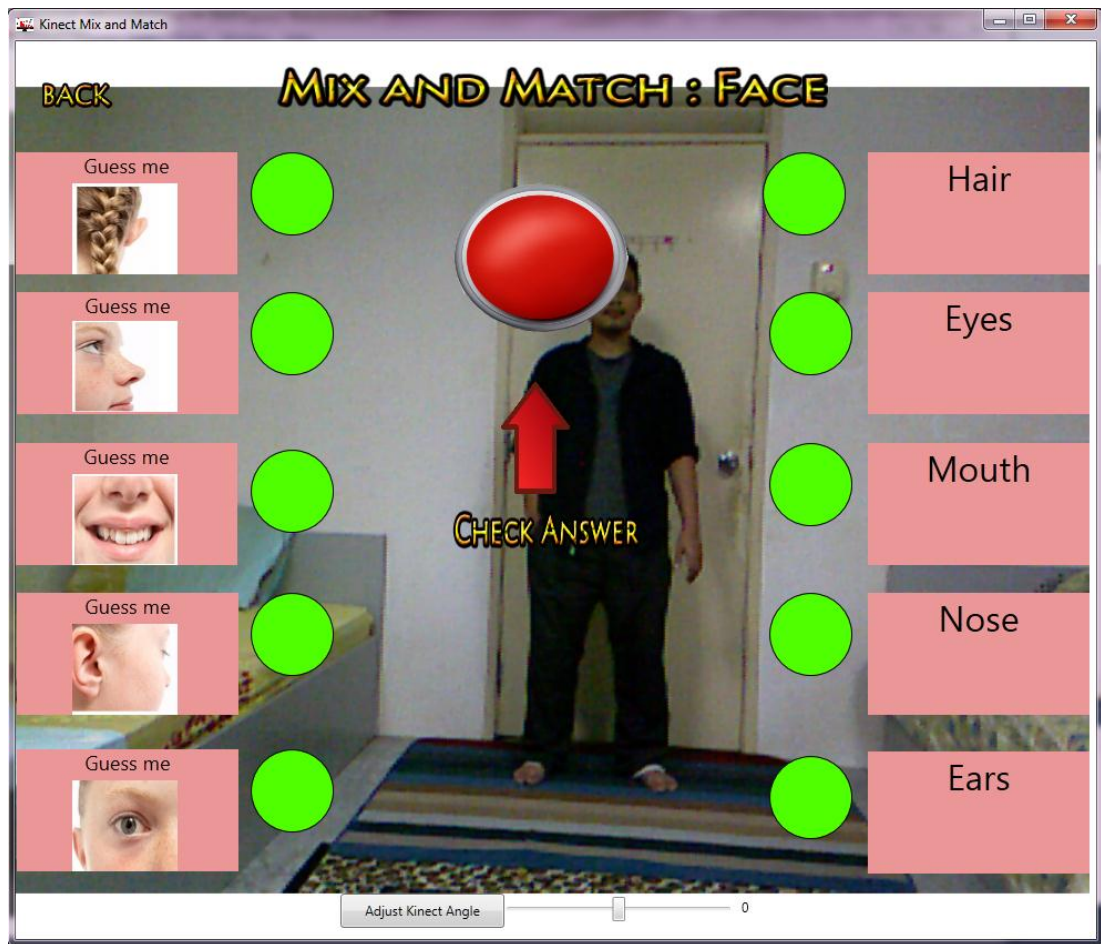 Kinect Mix and Match
BACK
Mix and Match : Face
Guess me
Hair
Guess me
Eyes
Guess me
Mouth
Guess me
Nose
Guess me
Ears
Check Answer
Adjust Kinect Angle
0